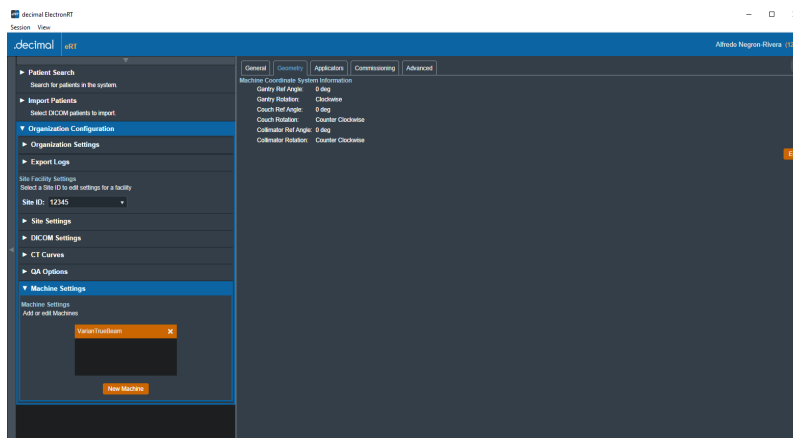 decimal ElectronRT
Session View
.decimal eRT
Alfredo Negron-Rivera (12
Patient Search
Search for patients in the system.
Import Patients
Select DICOM patients to import.
Organization Configuration
Organization Settings
Export Logs
Site Facility Settings
Select a Site ID to edit settings for a facility
Site ID: 12345
Site Settings
DICOM Settings
CT Curves
QA Options
Machine Settings
Machine Settings
Add or edit Machines
VarianTrueBeam
New Machine
General Geometry Applicators Commissioning Advanced
Machine Coordinate System Information
Gantry Ref Angle: 0 deg
Gantry Rotation: Clockwise
Couch Ref Angle: 0 deg
Couch Rotation: Counter Clockwise
Collimator Ref Angle: 0 deg
Collimator Rotation: Counter Clockwise
E